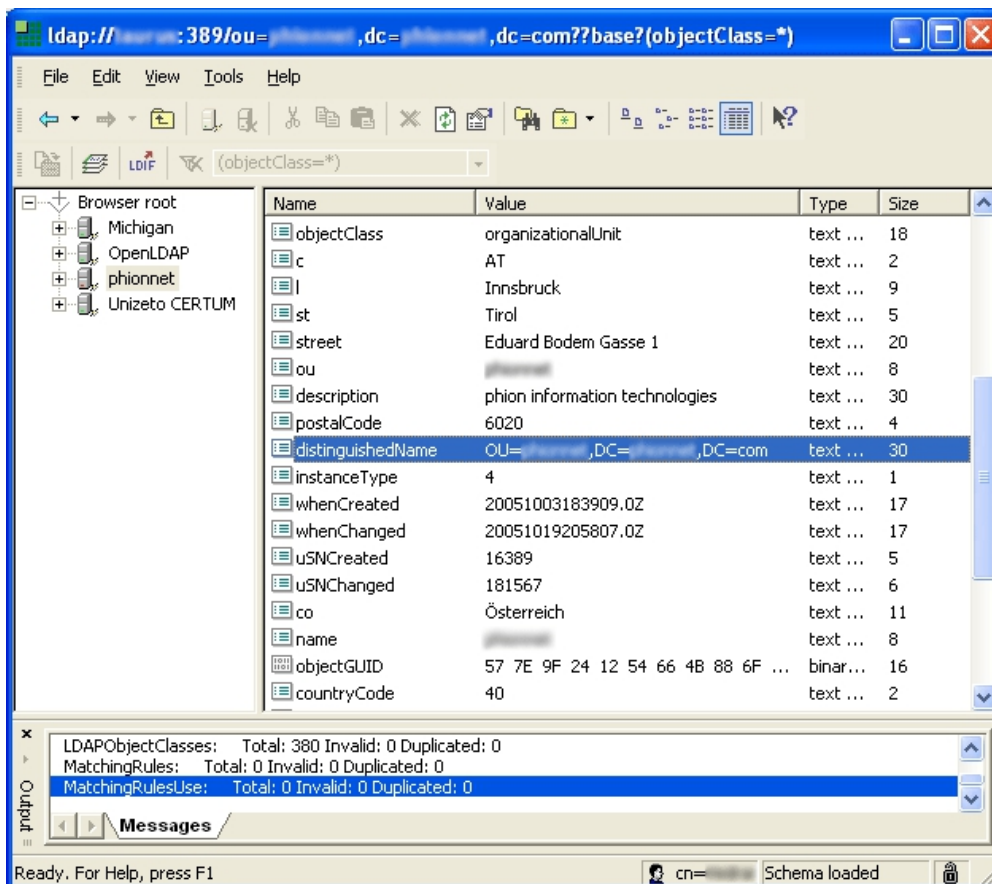 ldap:// :389/ou= ,dc= ,dc=com??base?(objectClass=*)
File Edit View Tools Help
LDIF (objectClass=*)
Browser root
Michigan
OpenLDAP
phionnet
Unizeto CERTUM
Name Value Type Size
objectClass organizationalUnit text ... 18
c AT text ... 2
l Innsbruck text ... 9
st Tirol text ... 5
street Eduard Bodem Gasse 1 text ... 20
ou text ... 8
description phion information technologies text ... 30
postalCode 6020 text ... 4
distinguishedName OU= ,DC= ,DC=com text ... 30
instanceType 4 text ... 1
whenCreated 20051003183909.0Z text ... 17
whenChanged 20051019205807.0Z text ... 17
uSNCreated 16389 text ... 5
uSNChanged 181567 text ... 6
co Österreich text ... 11
name text ... 8
objectGUID 57 7E 9F 24 12 54 66 4B 88 6F ... binar... 16
countryCode 40 text ... 2
Output
LDAPObjectClasses: Total: 380 Invalid: 0 Duplicated: 0
MatchingRules: Total: 0 Invalid: 0 Duplicated: 0
MatchingRulesUse: Total: 0 Invalid: 0 Duplicated: 0
Messages
Ready. For Help, press F1 cn= Schema loaded